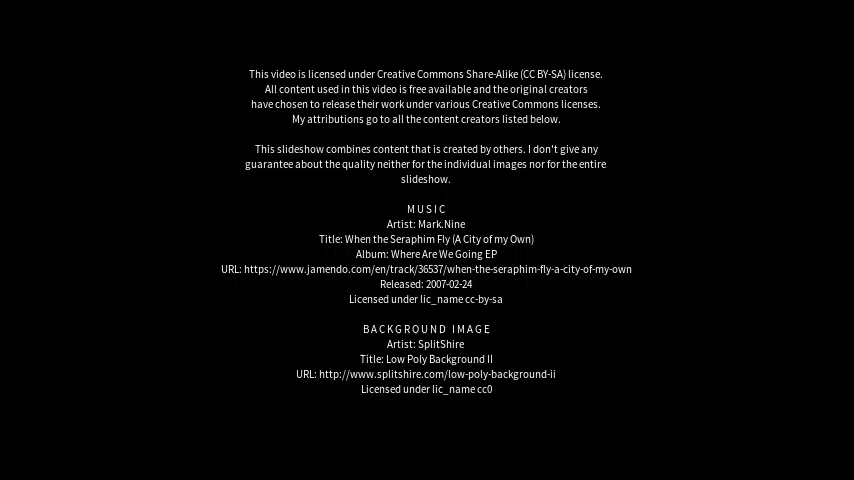 This video is licensed under Creative Commons Share-Alike (CC BY-SA) license.
All content used in this video is free available and the original creators
have chosen to release their work under various Creative Commons licenses.
My attributions go to all the content creators listed below.
This slideshow combines content that is created by others. I don't give any
guarantee about the quality neither for the individual images nor for the entire
slideshow.
MUSIC
Artist: Mark.Nine
Title: When the Seraphim Fly (A City of my Own)
Album: Where Are We Going EP
URL: https://www.jamendo.com/en/track/36537/when-the-seraphim-fly-a-city-of-my-own
Released: 2007-02-24
Licensed under lic_name cc-by-sa
BACKGROUND IMAGE
Artist: SplitShire
Title: Low Poly Background II
URL: http://www.splitshire.com/low-poly-background-ii
Licensed under lic_name cc0